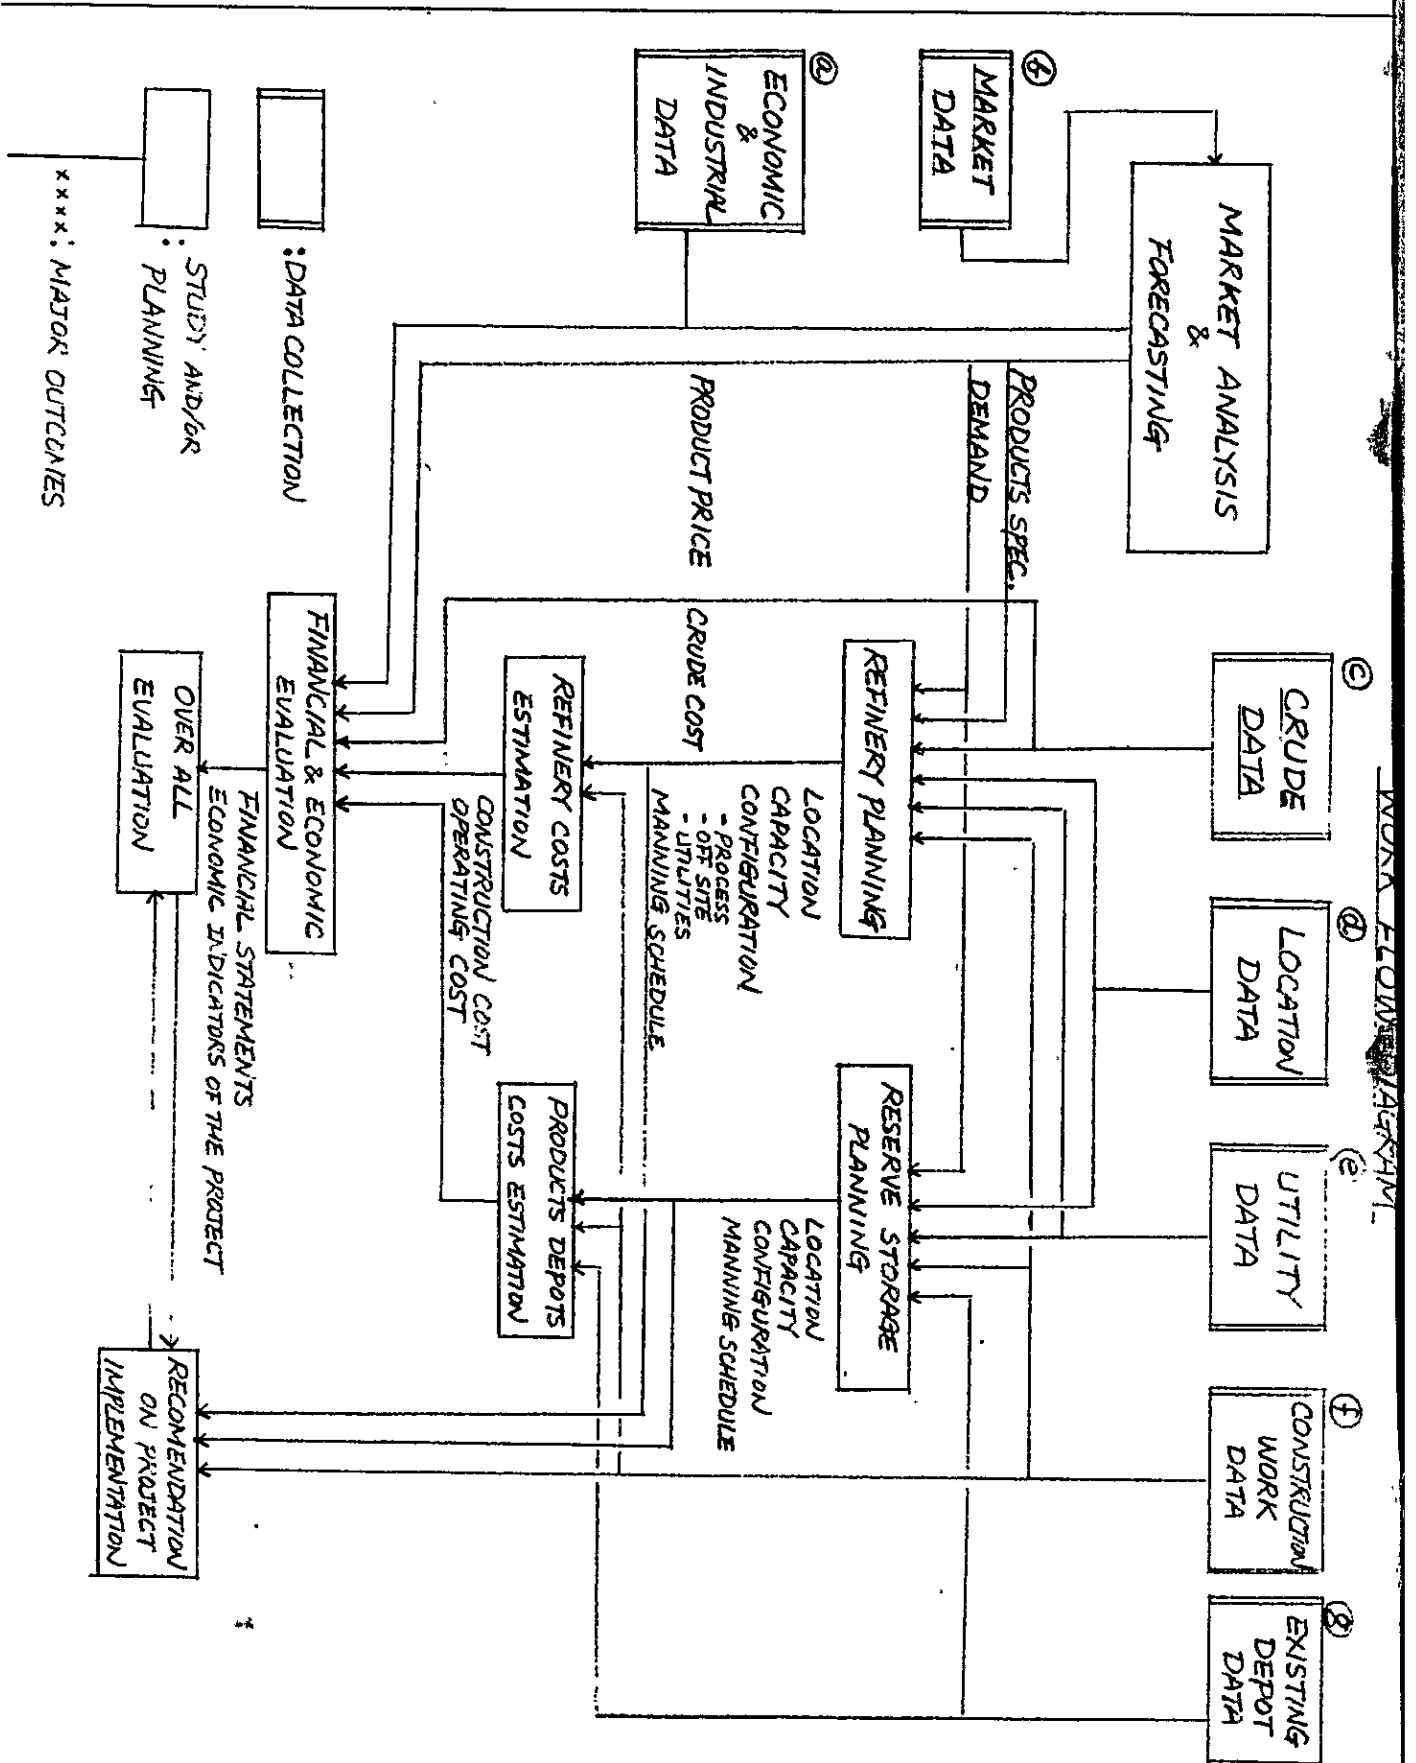 WORK FLOW DIAGRAM
ⓐ
ECONOMIC
&
INDUSTRIAL
DATA
ⓑ
MARKET
DATA
MARKET ANALYSIS
&
FORECASTING
ⓒ
CRUDE
DATA
ⓓ
LOCATION
DATA
ⓔ
UTILITY
DATA
ⓕ
CONSTRUCTION
WORK
DATA
ⓖ
EXISTING
DEPOT
DATA
PRODUCTS SPEC.
DEMAND
PRODUCT PRICE
CRUDE COST
REFINERY PLANNING
RESERVE STORAGE
PLANNING
LOCATION
CAPACITY
CONFIGURATION
- PROCESS
- OFF SITE
- UTILITIES
MANNING SCHEDULE
LOCATION
CAPACITY
CONFIGURATION
MANNING SCHEDULE
REFINERY COSTS
ESTIMATION
PRODUCTS DEPOTS
COSTS ESTIMATION
CONSTRUCTION COST
OPERATING COST
FINANCIAL & ECONOMIC
EVALUATION
FINANCIAL STATEMENTS
ECONOMIC INDICATORS OF THE PROJECT
OVER ALL
EVALUATION
RECOMENDATION
ON PROJECT
IMPLEMENTATION
: DATA COLLECTION
: STUDY AND/OR
PLANNING
xxxx: MAJOR OUTCOMES